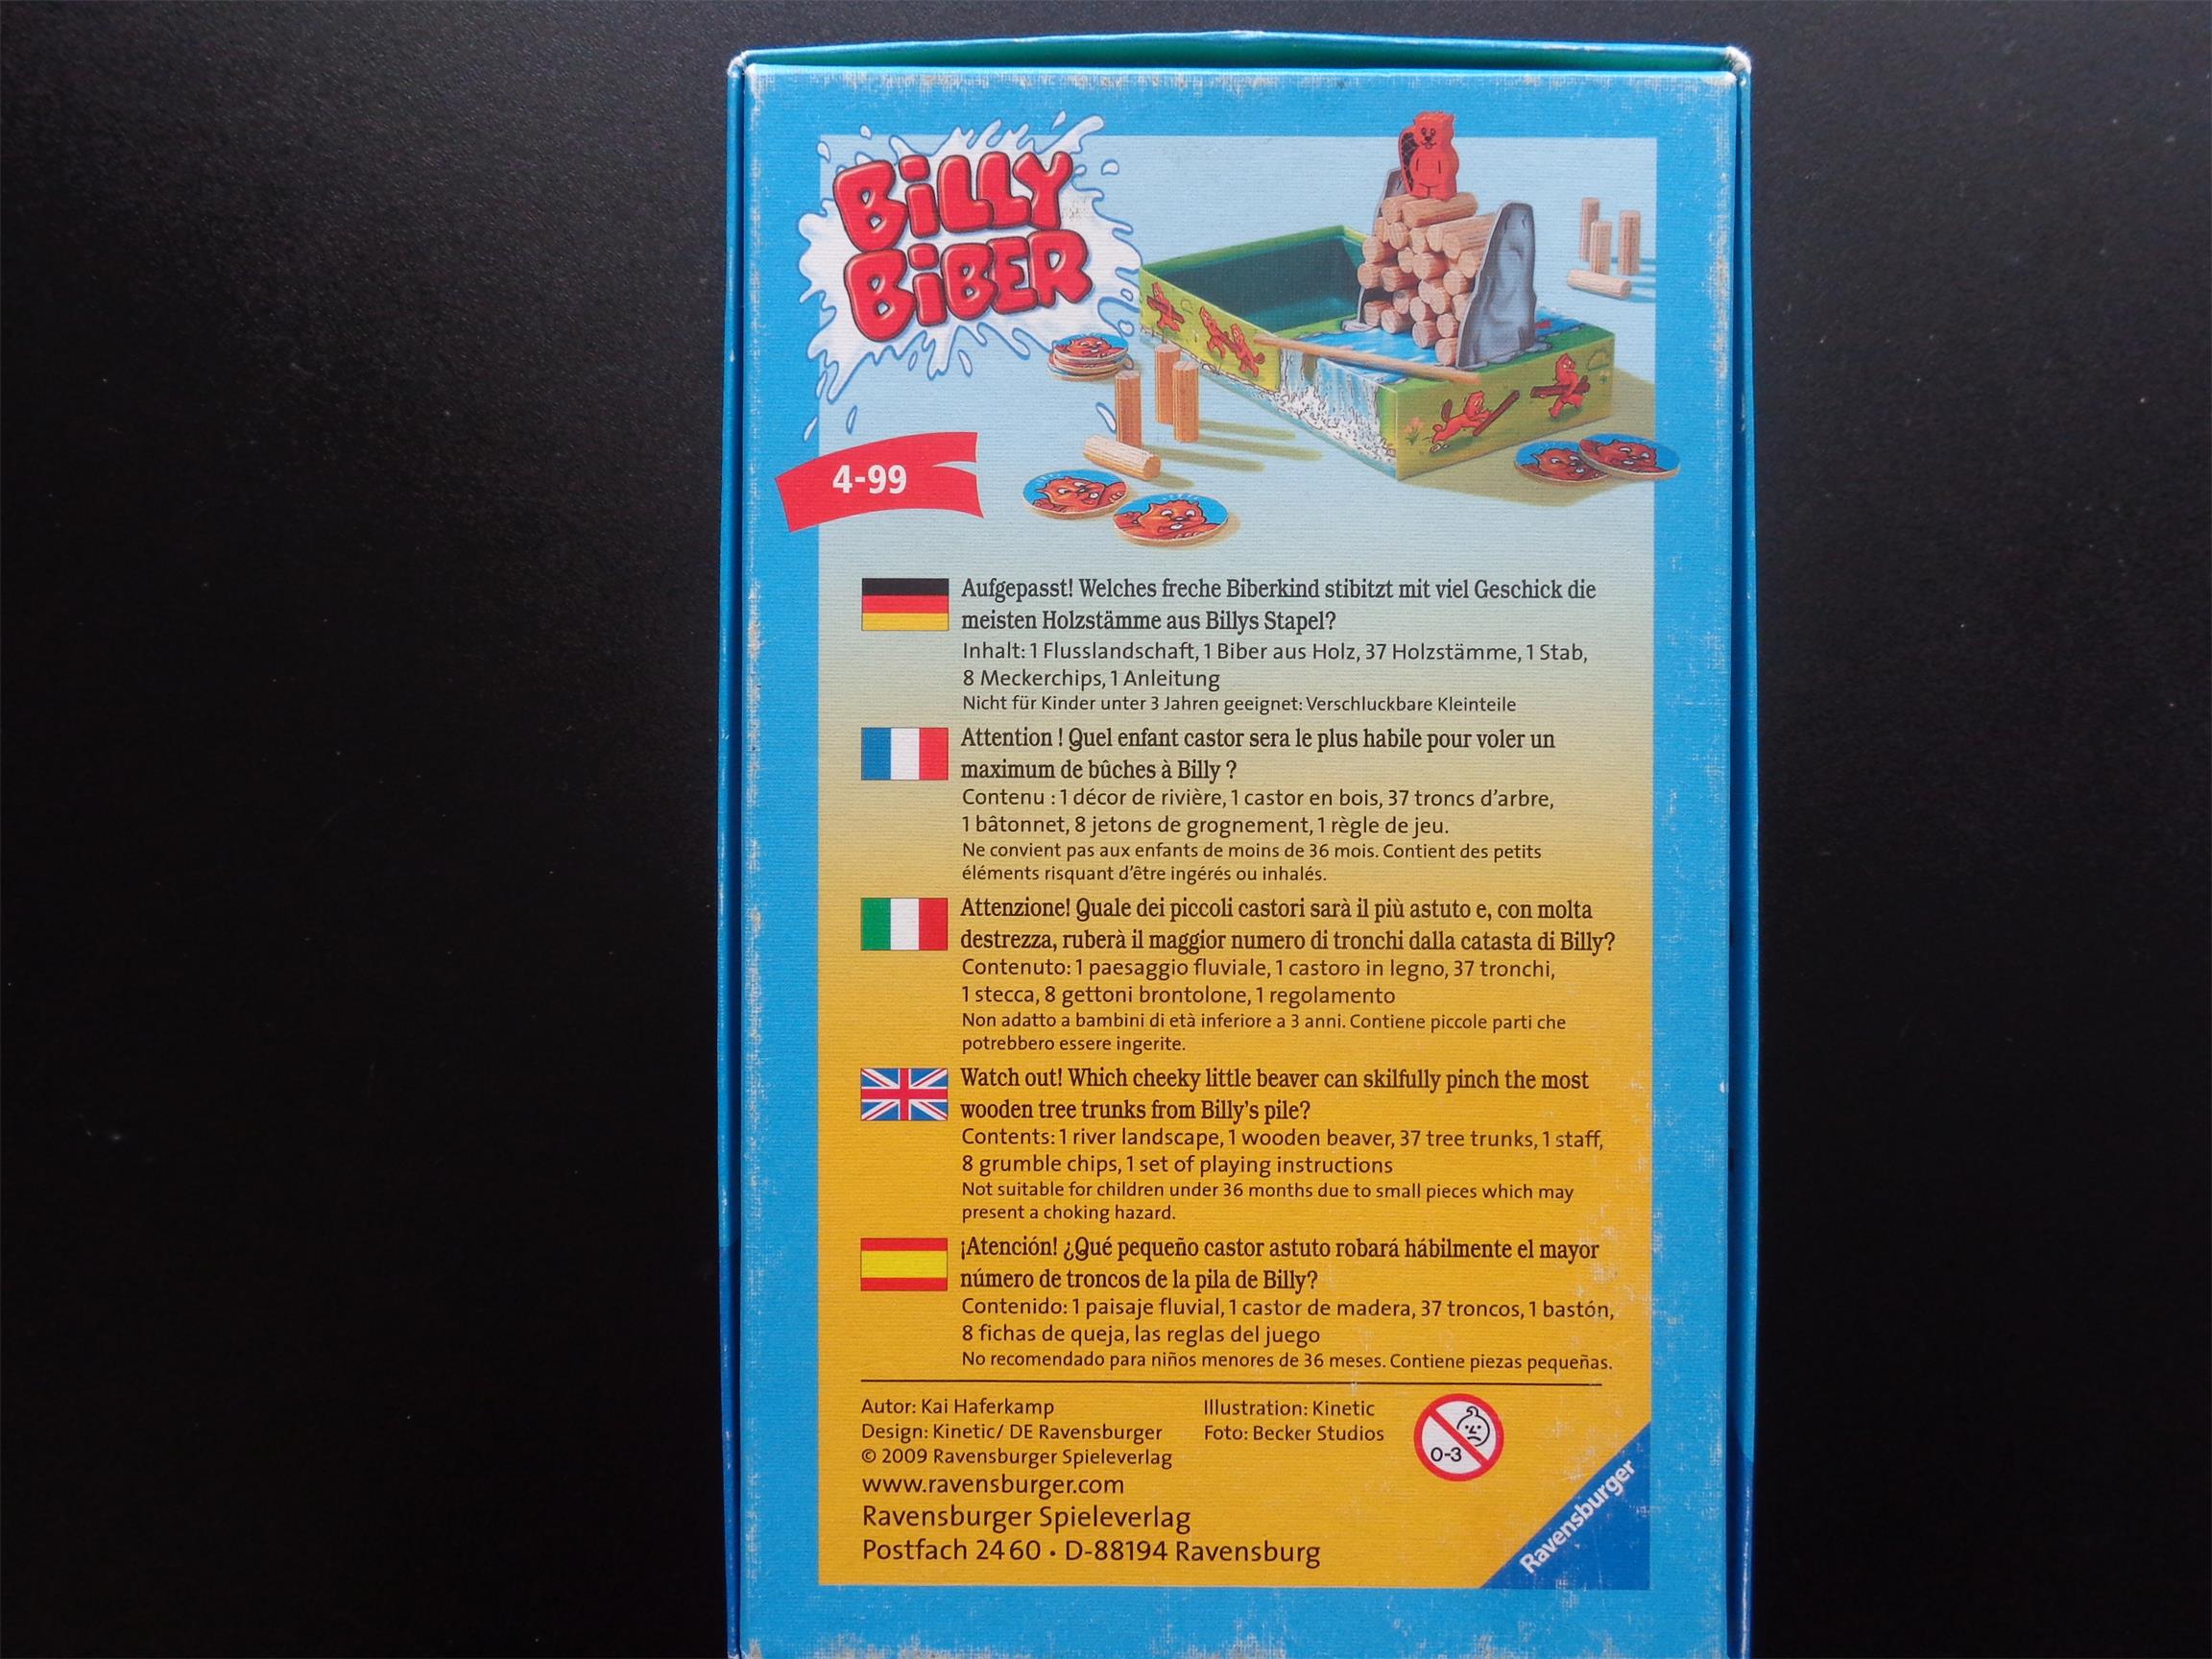 BiLLY
BiBER
4-99
Aufgepasst! Welches freche Biberkind stibitzt mit viel Geschick die
meisten Holzstämme aus Billys Stapel?
Inhalt: 1 Flusslandschaft, 1 Biber aus Holz, 37 Holzstämme, 1 Stab,
8 Meckerchips, 1 Anleitung
Nicht für Kinder unter 3 Jahren geeignet: Verschluckbare Kleinteile
Attention ! Quel enfant castor sera le plus habile pour voler un
maximum de bûches à Billy ?
Contenu : 1 décor de rivière, 1 castor en bois, 37 troncs d'arbre,
1 bâtonnet, 8 jetons de grognement, 1 règle de jeu.
Ne convient pas aux enfants de moins de 36 mois. Contient des petits
éléments risquant d'être ingérés ou inhalés.
Attenzione! Quale dei piccoli castori sarà il più astuto e, con molta
destrezza, ruberà il maggior numero di tronchi dalla catasta di Billy?
Contenuto: 1 paesaggio fluviale, 1 castoro in legno, 37 tronchi,
1 stecca, 8 gettoni brontolone, 1 regolamento
Non adatto a bambini di età inferiore a 3 anni. Contiene piccole parti che
potrebbero essere ingerite.
Watch out! Which cheeky little beaver can skilfully pinch the most
wooden tree trunks from Billy's pile?
Contents: 1 river landscape, 1 wooden beaver, 37 tree trunks, 1 staff,
8 grumble chips, 1 set of playing instructions
Not suitable for children under 36 months due to small pieces which may
present a choking hazard.
¡Atención! ¿Qué pequeño castor astuto robará hábilmente el mayor
número de troncos de la pila de Billy?
Contenido: 1 paisaje fluvial, 1 castor de madera, 37 troncos, 1 bastón,
8 fichas de queja, las reglas del juego
No recomendado para niños menores de 36 meses. Contiene piezas pequeñas.
Autor: Kai Haferkamp
Design: Kinetic/ DE Ravensburger
© 2009 Ravensburger Spieleverlag
Illustration: Kinetic
Foto: Becker Studios
0-3
www.ravensburger.com
Ravensburger Spieleverlag
Postfach 24 60 • D-88194 Ravensburg
Ravensburger